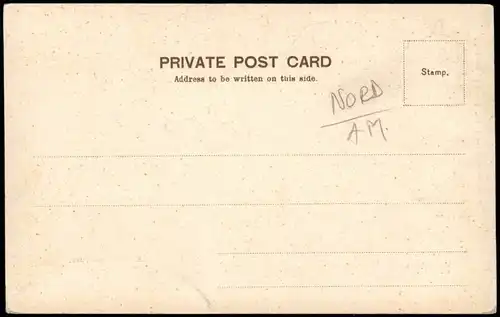 PRIVATE POST CARD
Address to be written on this side.
Stamp.
NORD
AM.